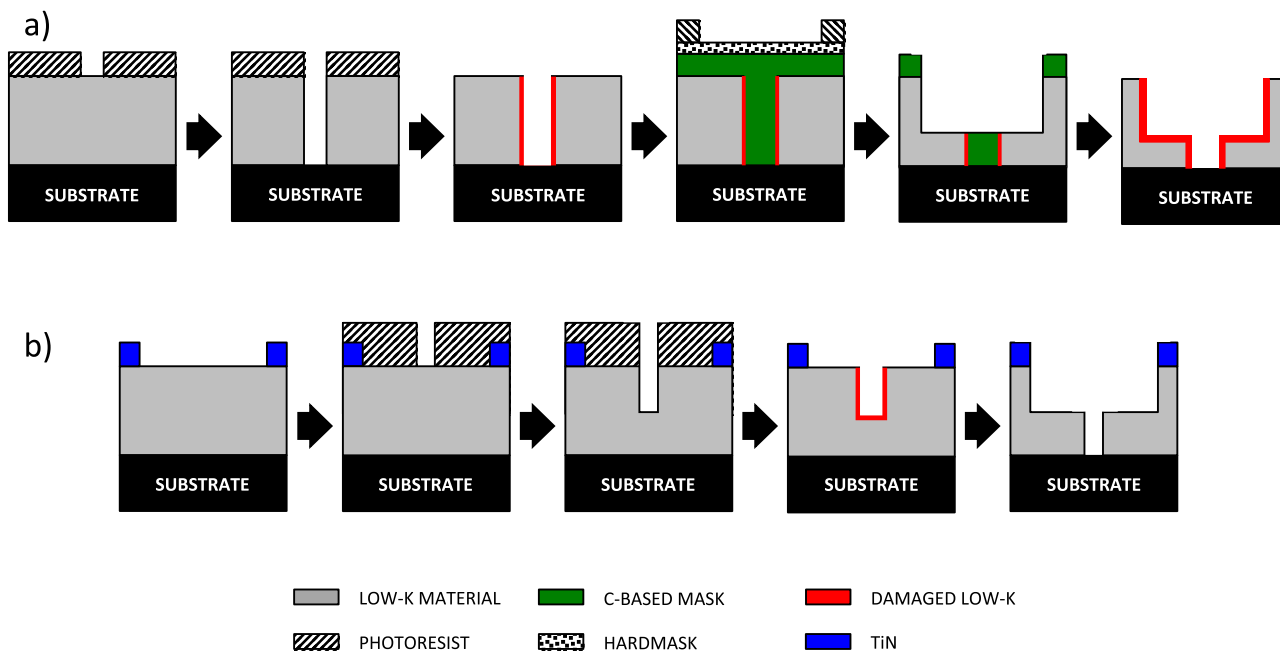 a)
SUBSTRATE SUBSTRATE SUBSTRATE SUBSTRATE SUBSTRATE SUBSTRATE
b)
SUBSTRATE SUBSTRATE SUBSTRATE SUBSTRATE SUBSTRATE
LOW-K MATERIAL C-BASED MASK DAMAGED LOW-K
PHOTORESIST HARDMASK TiN